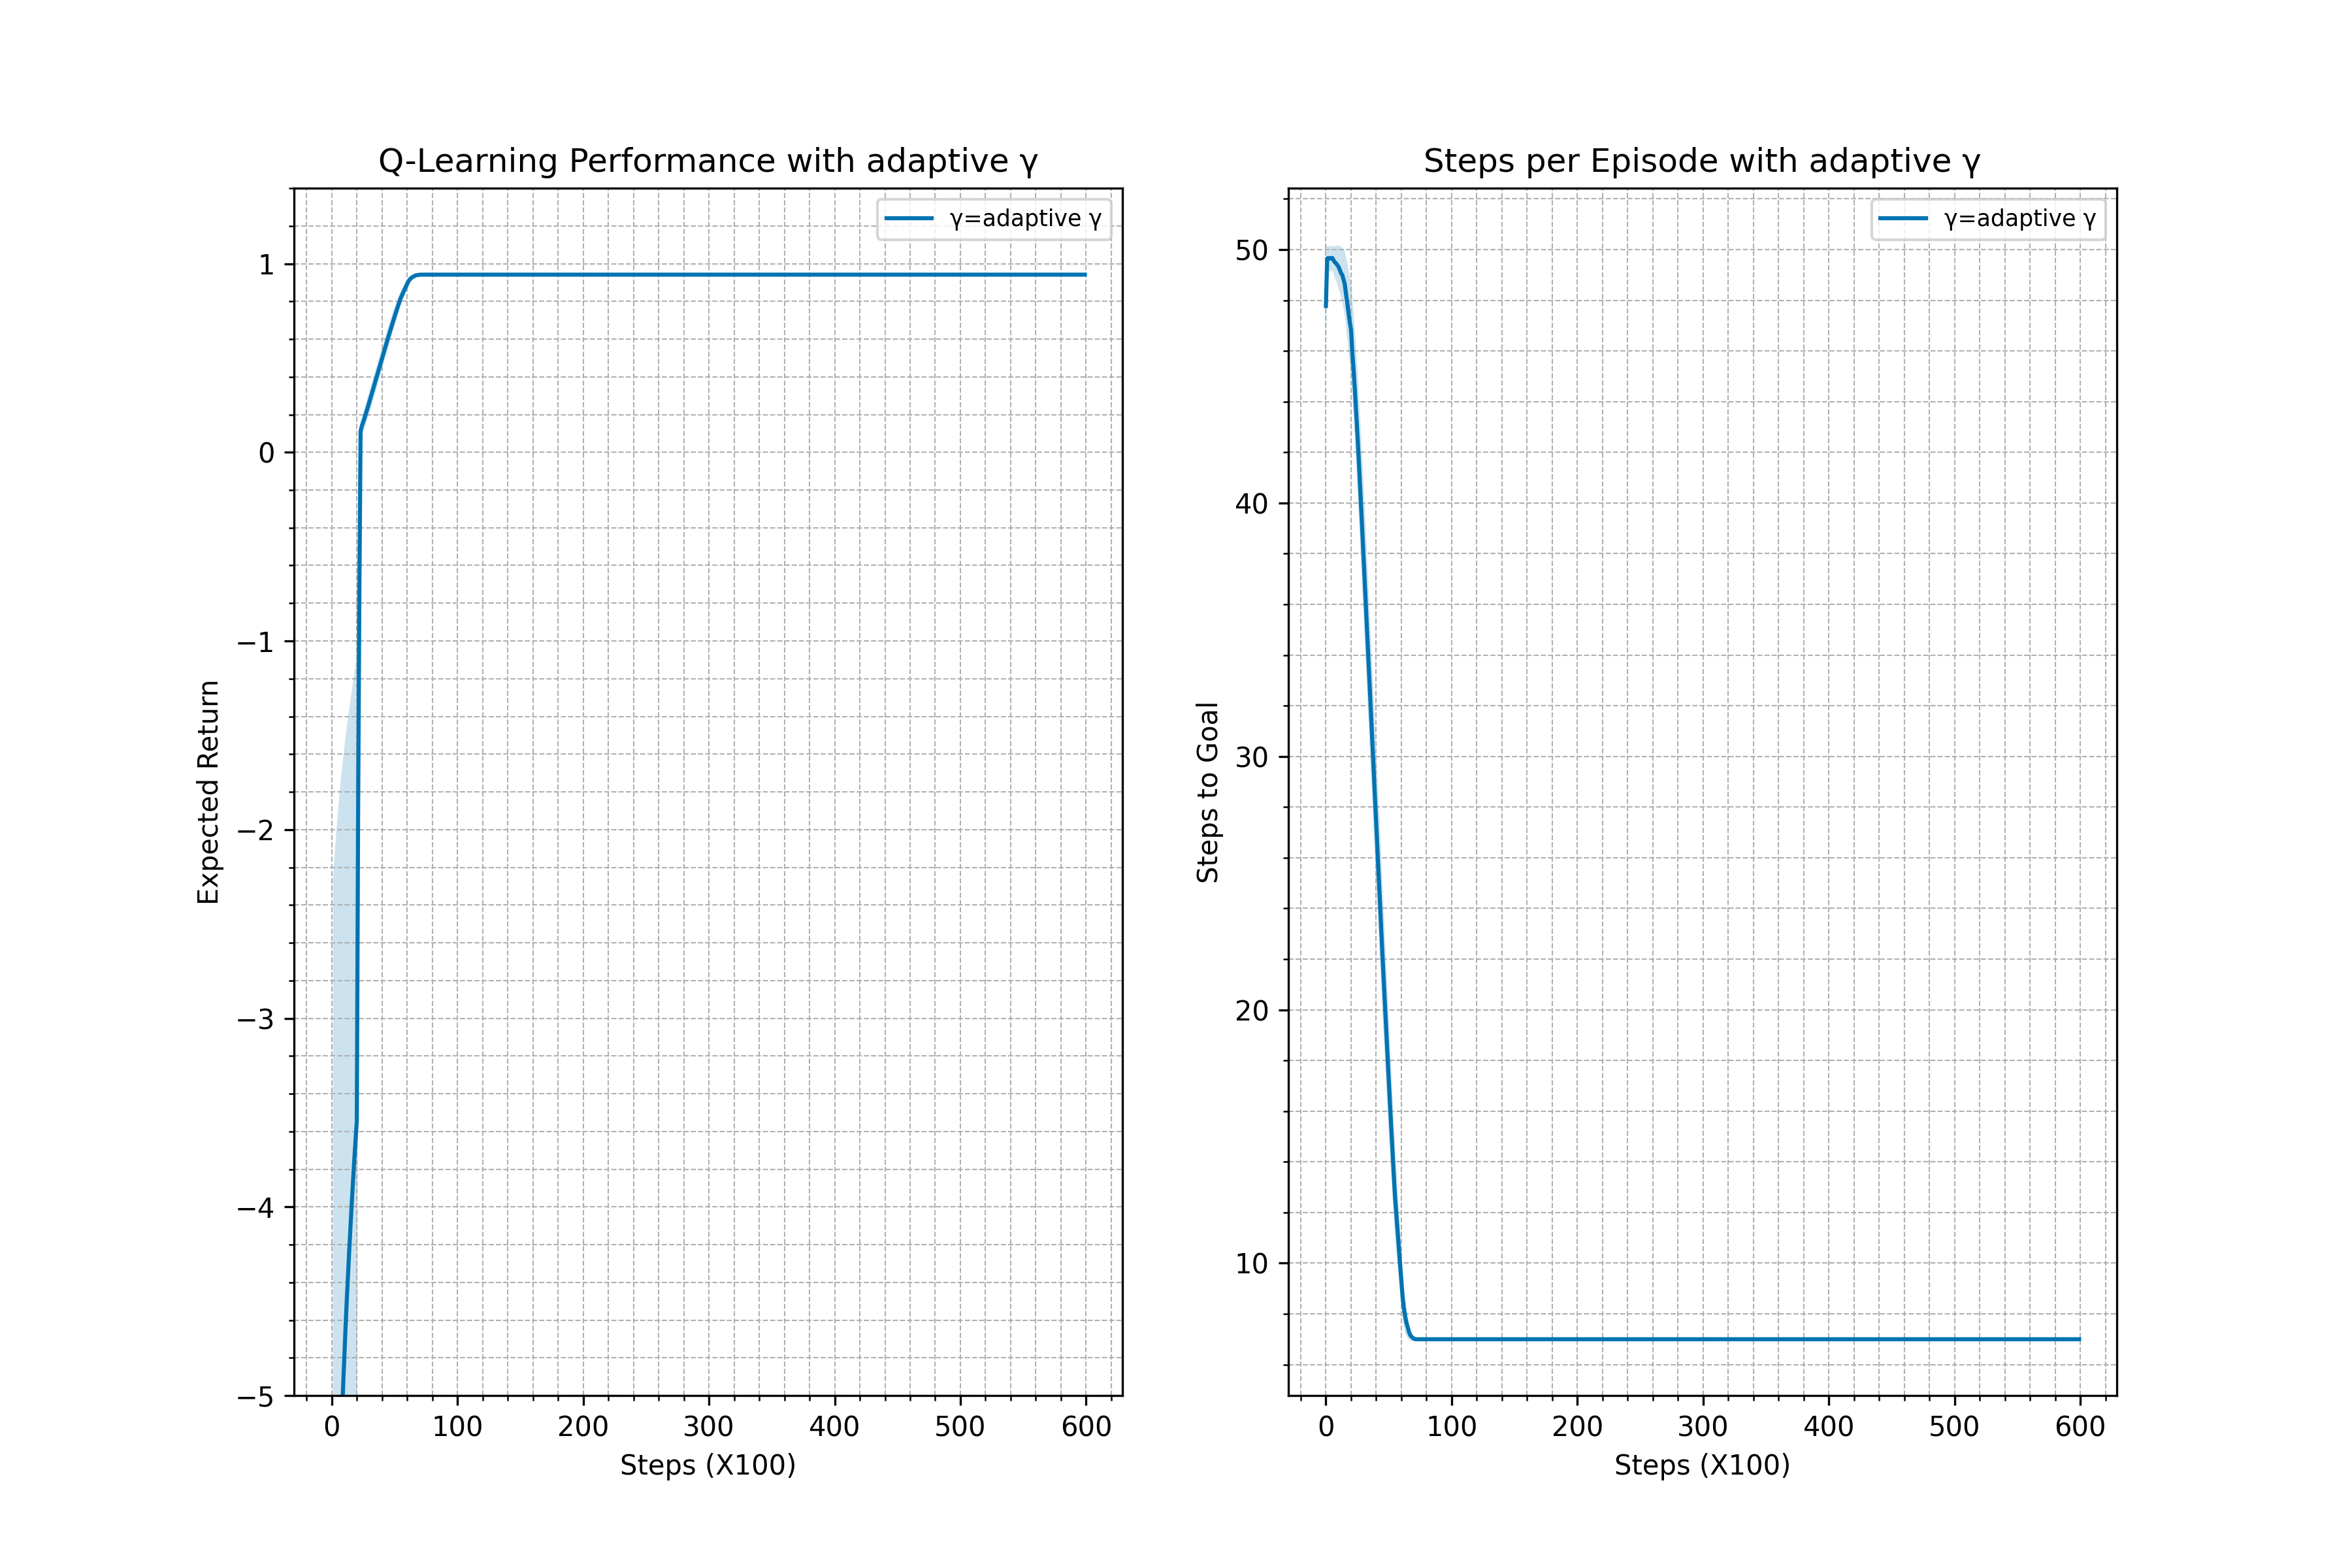 Q-Learning Performance with adaptive γ
γ=adaptive γ
1
0
−1
−2
−3
−4
−5
Expected Return
0 100 200 300 400 500 600
Steps (X100)
Steps per Episode with adaptive γ
γ=adaptive γ
50
40
30
20
10
Steps to Goal
0 100 200 300 400 500 600
Steps (X100)